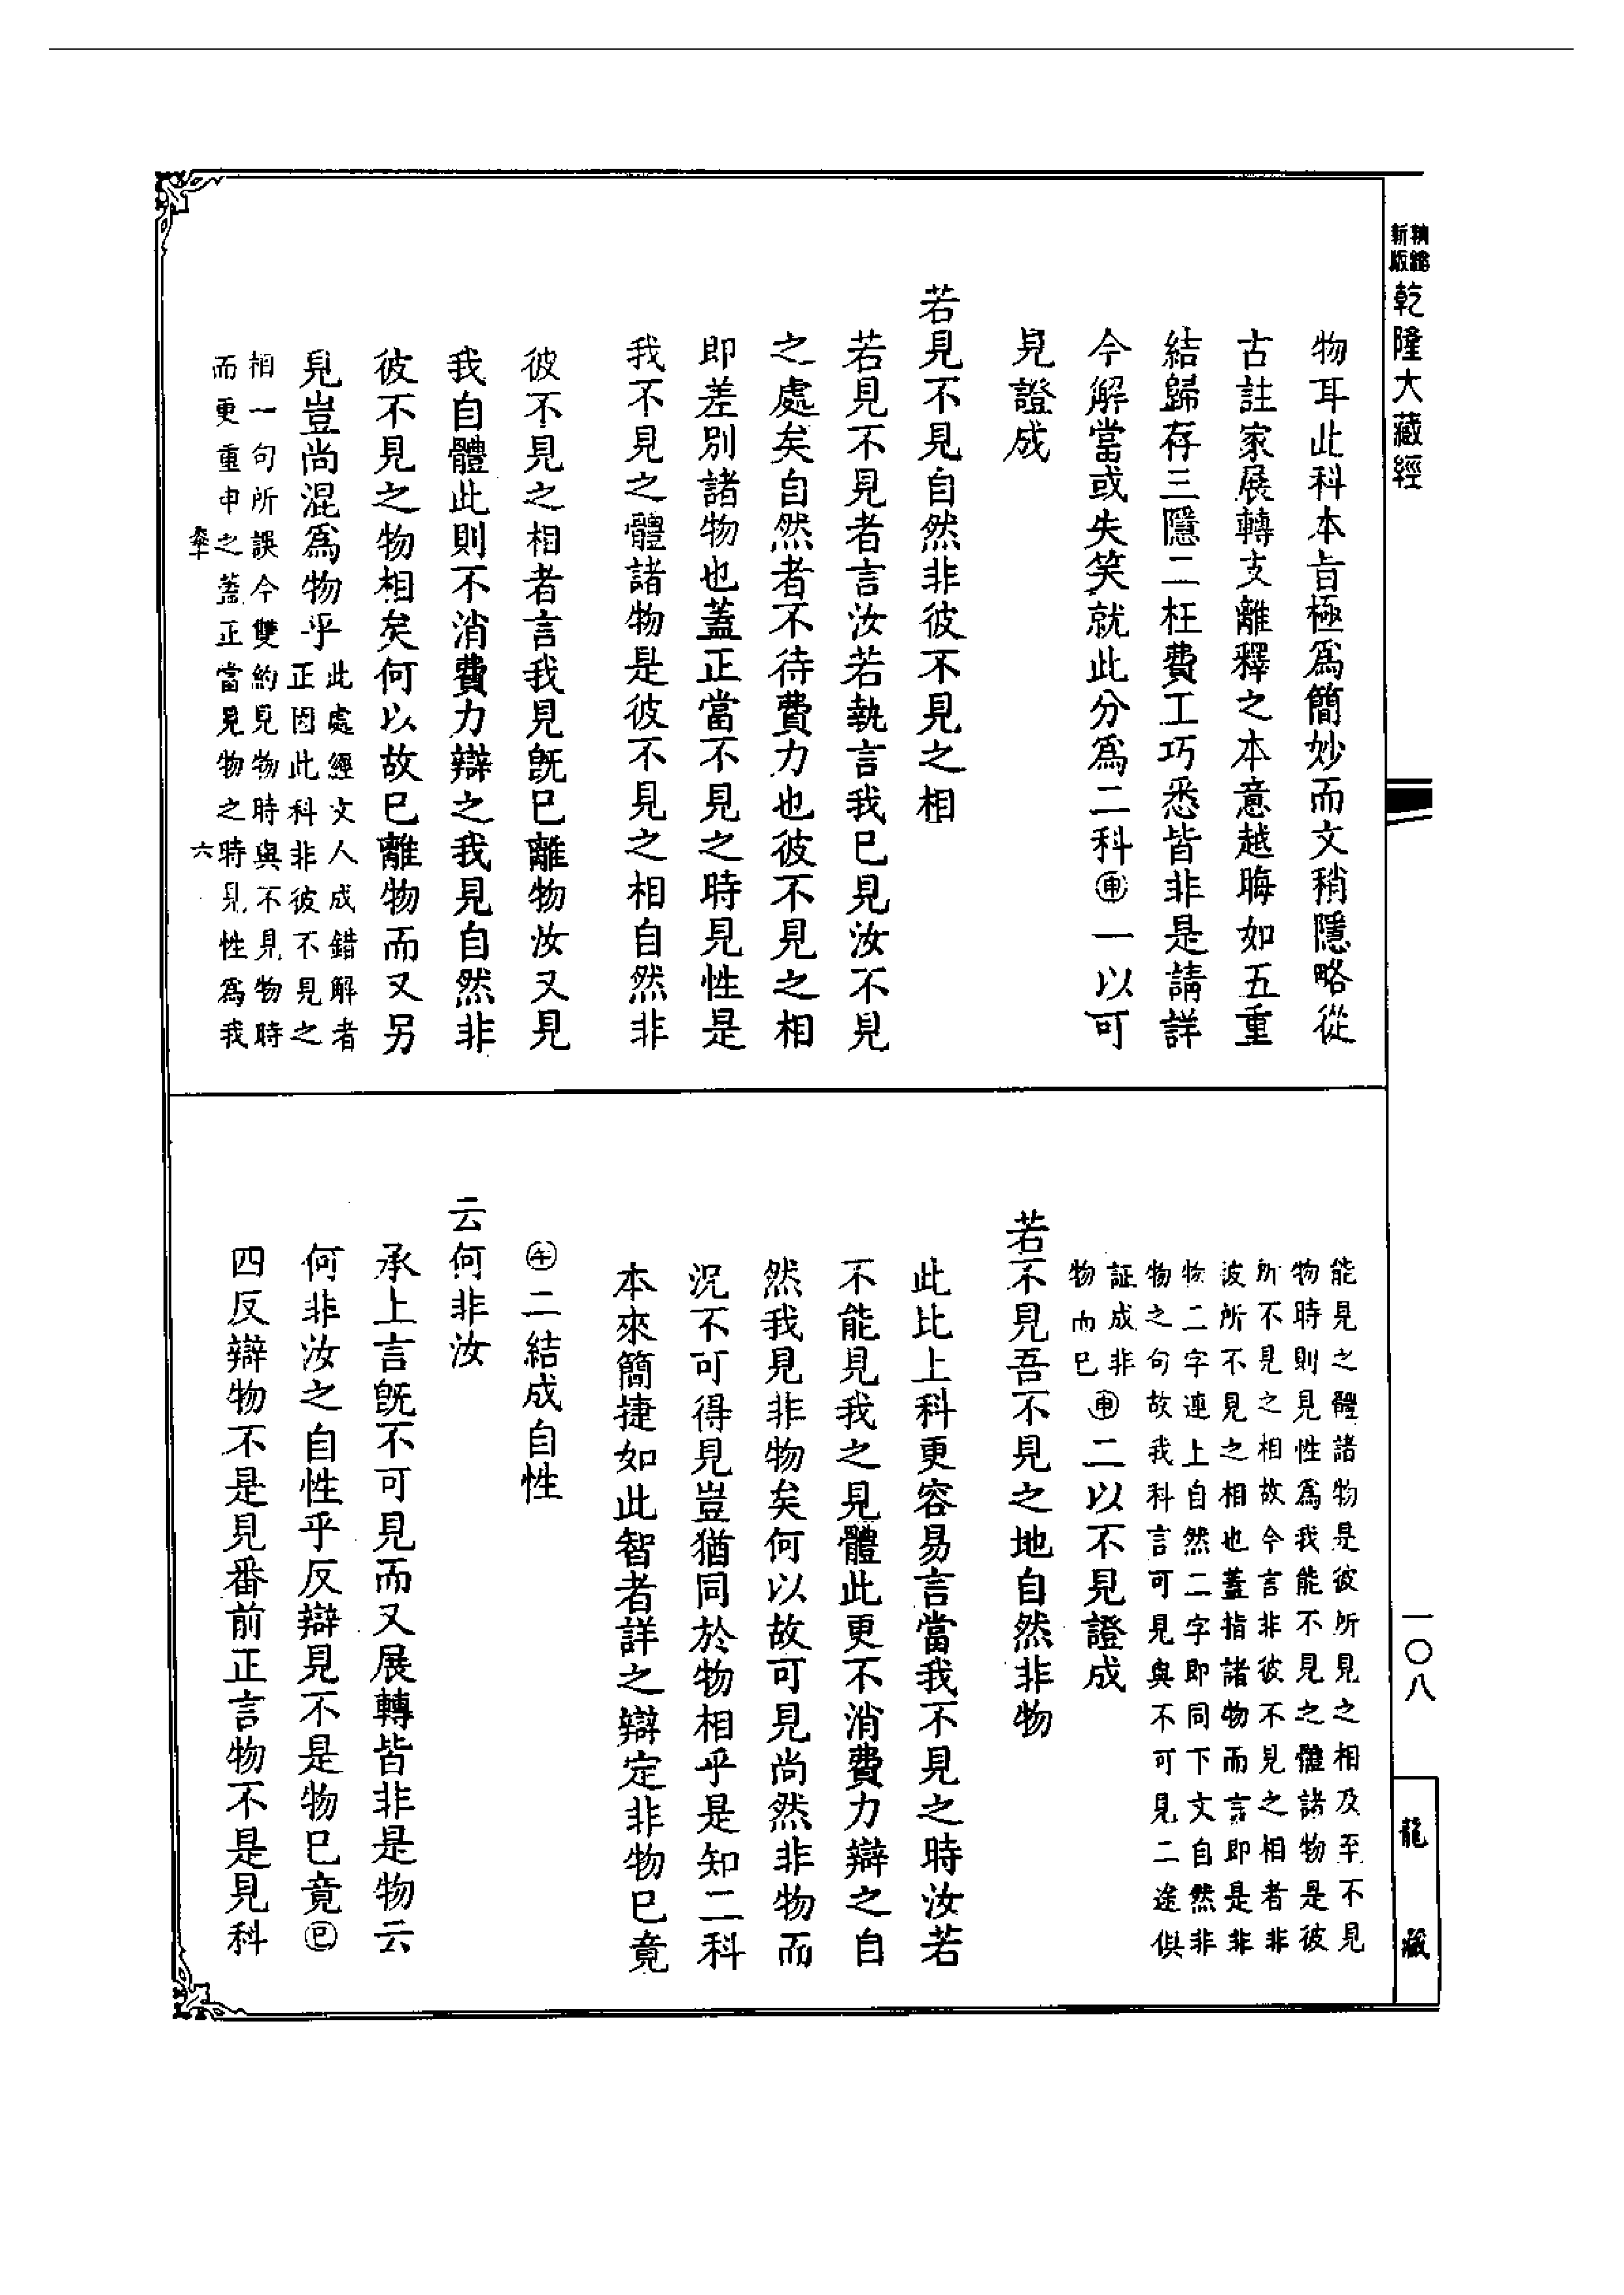 新版
精縮
乾隆大藏經
物耳此科本旨極爲簡妙而文稍隱略從
古註家展轉支離釋之本意越晦如五重
結歸存三隱二枉費工巧悉皆非是請詳
今解當或失笑就此分爲二科㊥一以可
見證成
若見不見自然非彼不見之相
若見不見者言汝若執言我已見汝不見
之處矣自然者不待費力也彼不見之相
即差別諸物也蓋正當不見之時見性是
我不見之體諸物是彼不見之相自然非
彼不見之相者言我見旣已離物汝又見
我自體此則不消費力辯之我見自然非
彼不見之物相矣何以故已離物而又另
見豈尚混爲物乎
此處經文人成錯解者
正因此科非彼不見之
相一句所誤今雙約見物時與不見物時
而更重申之蓋正當見物之時見性爲我
六
能見之體諸物是彼所見之相及至不見
物時則見性爲我能不見之體諸物是彼
所不見之相故今言非彼不見之相者非
彼所不見之相也蓋指諸物而言即是非
物二字連上自然二字即同下文自然非
物之句故我科言可見與不可見二途俱
証成非
物而已
申二以不見證成
若不見吾不見之地自然非物
此比上科更容易言當我不見之時汝若
不能見我之見體此更不消費力辯之自
然我見非物矣何以故可見尚然非物而
況不可得見豈猶同於物相乎是知二科
本來簡捷如此智者詳之辯定非物已竟
午二結成自性
云何非汝
承上言旣不可見而又展轉皆非是物云
何非汝之自性乎反辯見不是物已竟巳
四反辯物不是見番前正言物不是見科
一〇八
龍藏